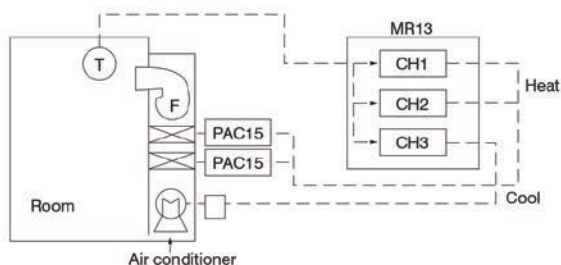 MR13
T
CH1
Heat
F
CH2
PAC15
CH3
PAC15
Room
M
Cool
Air conditioner